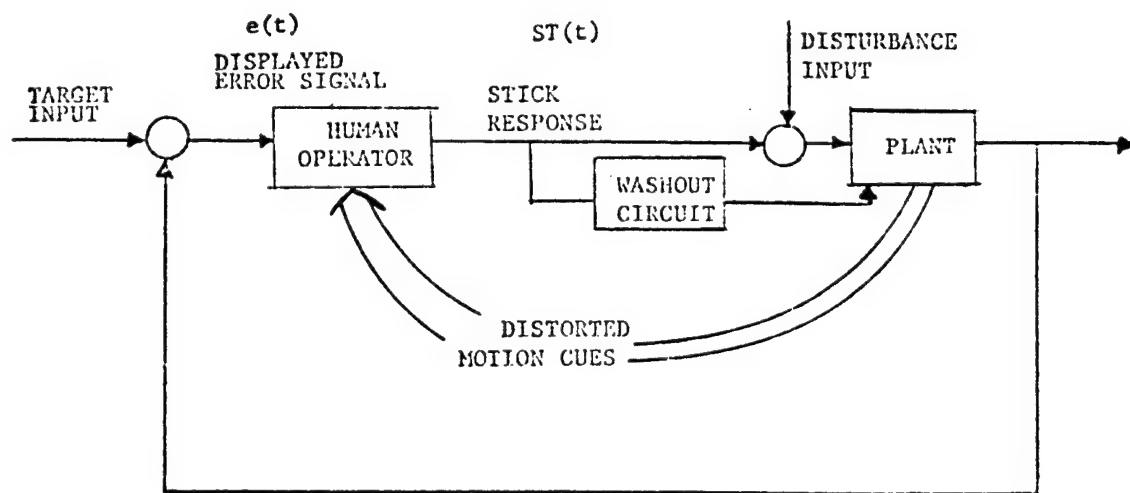 e(t)
ST(t)
DISPLAYED
ERROR SIGNAL
DISTURBANCE
INPUT
TARGET
INPUT
STICK
RESPONSE
HUMAN
OPERATOR
PLANT
WASHOUT
CIRCUIT
DISTORTED
MOTION CUES